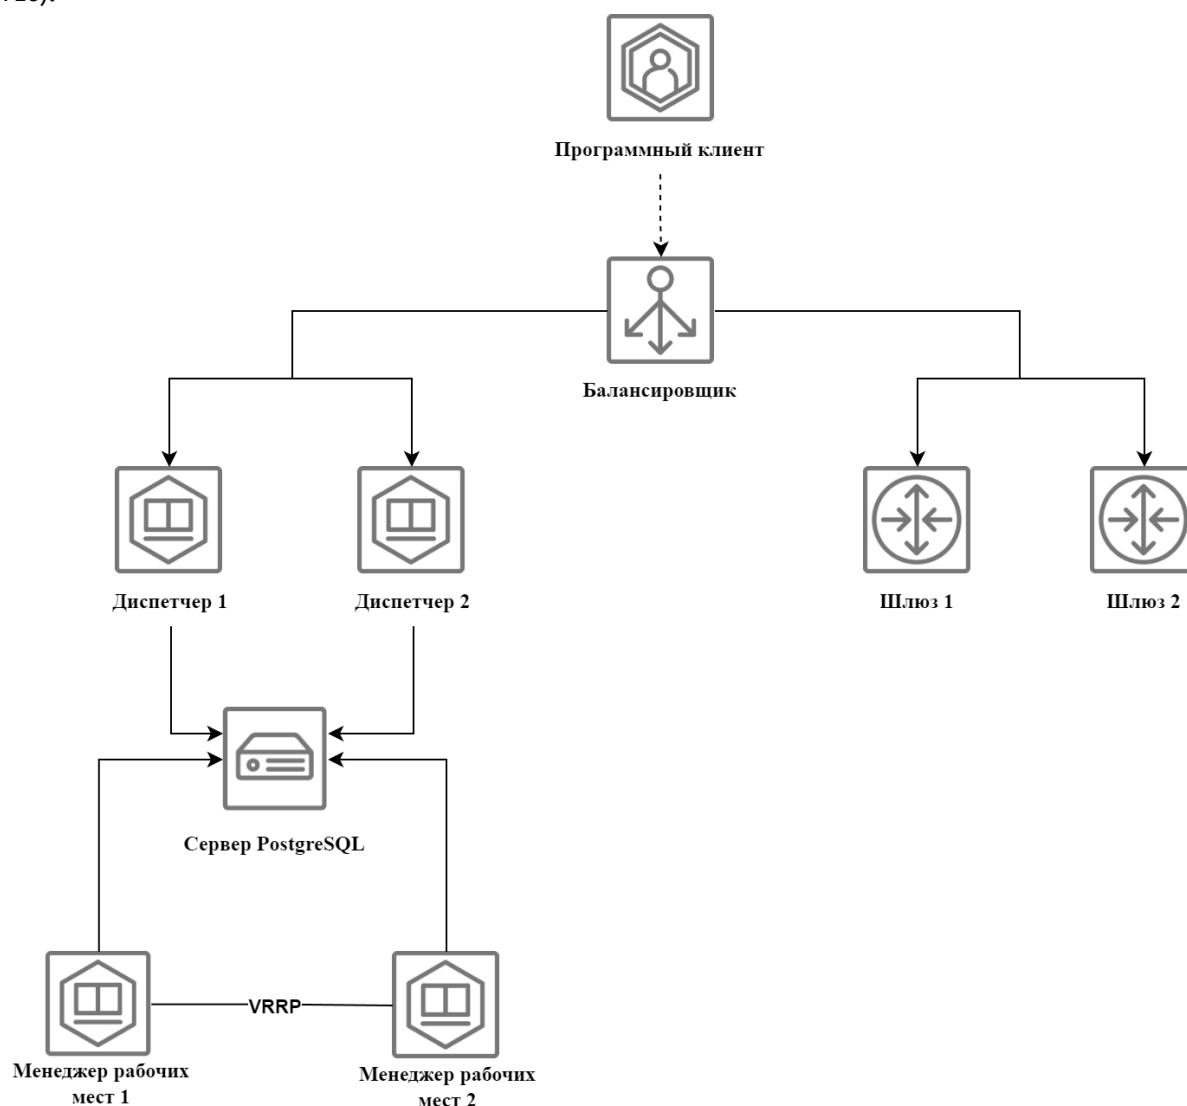 Программный клиент
Балансировщик
Диспетчер 1
Диспетчер 2
Шлюз 1
Шлюз 2
Сервер PostgreSQL
VRRP
Менеджер рабочих
мест 1
Менеджер рабочих
мест 2